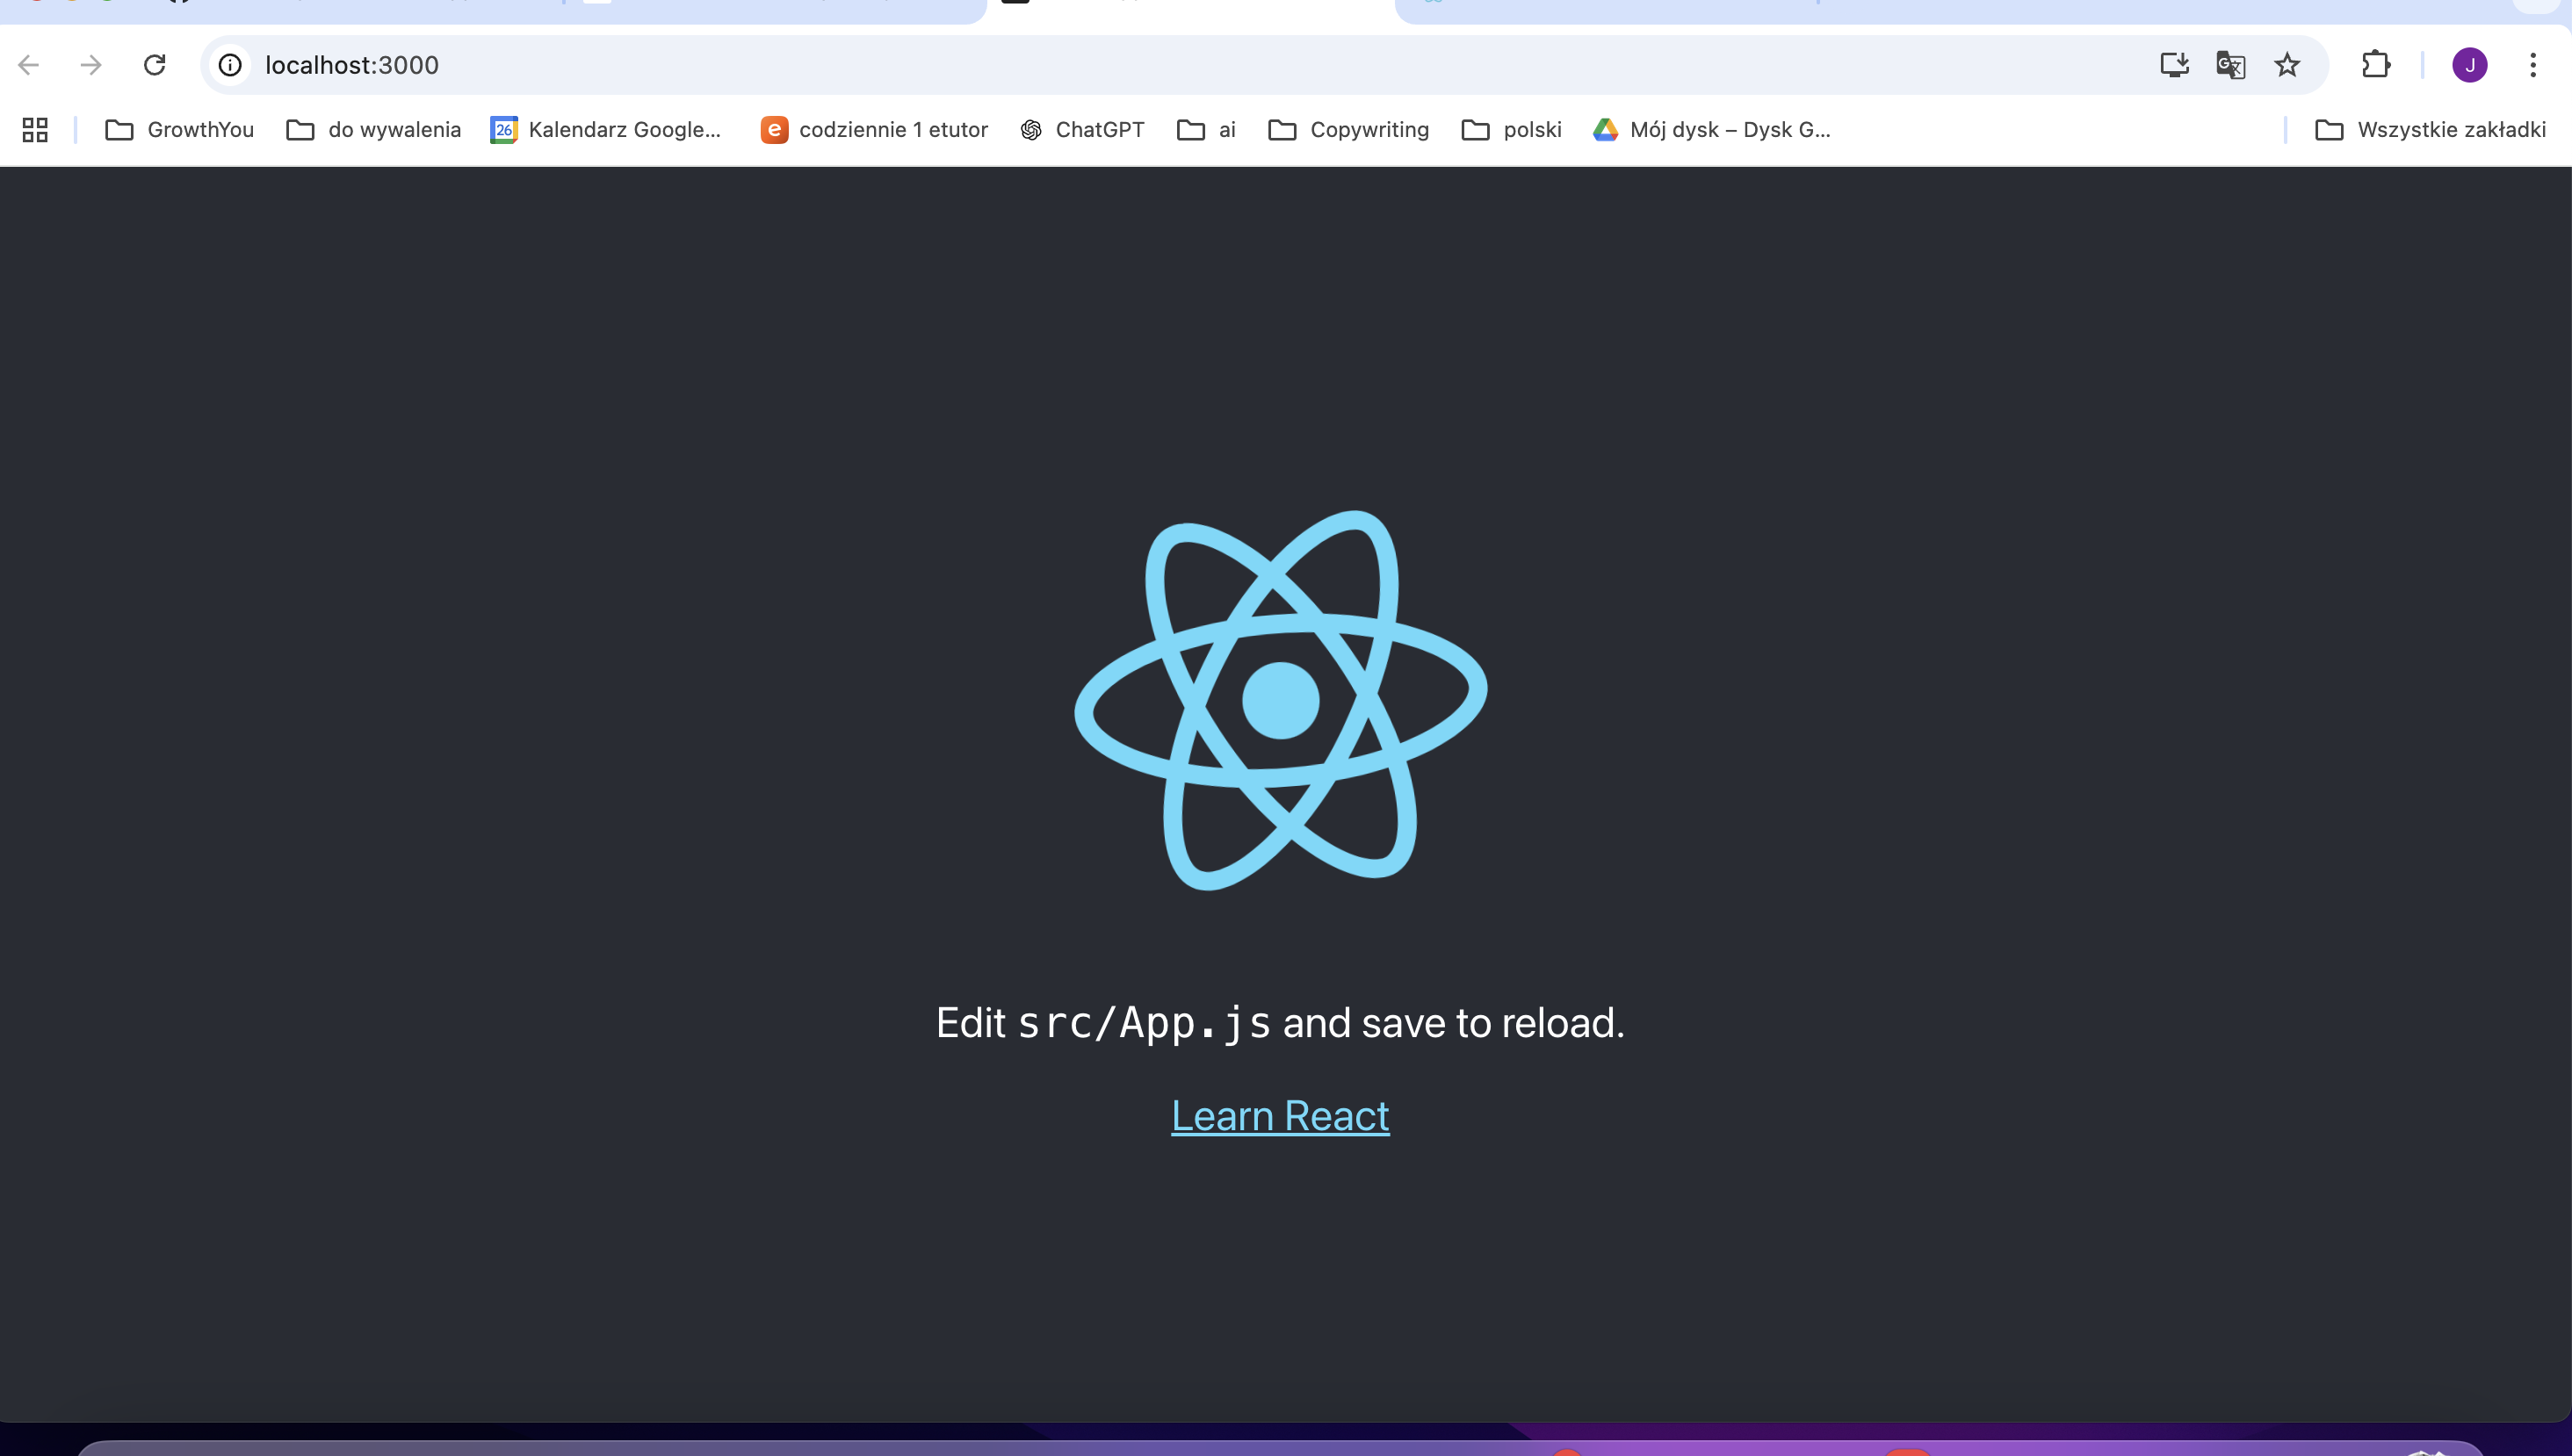 localhost:3000
J
GrowthYou do wywalenia 26 Kalendarz Google... e codziennie 1 etutor ChatGPT ai Copywriting polski Mój dysk – Dysk G... Wszystkie zakładki
Edit src/App.js and save to reload.
Learn React